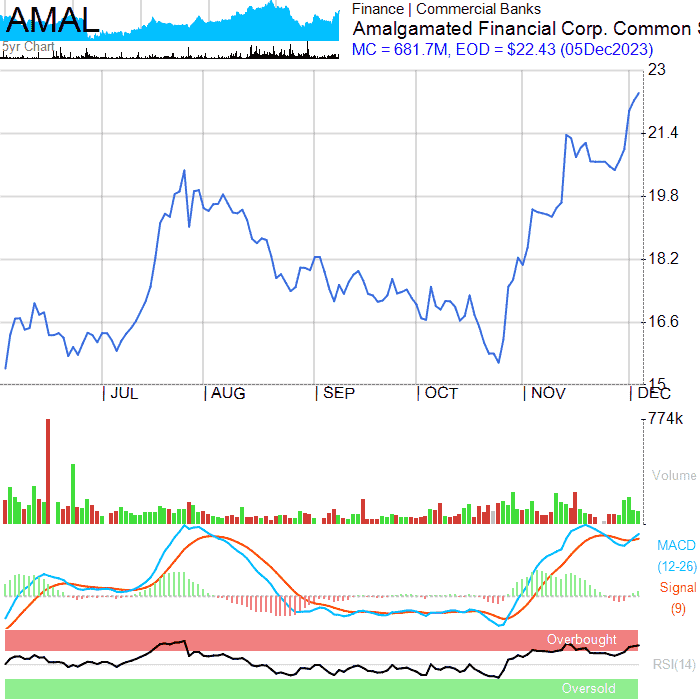 AMAL
5yr Chart
Finance | Commercial Banks
Amalgamated Financial Corp. Common S
MC = 681.7M, EOD = $22.43 (05Dec2023)
23
21.4
19.8
18.2
16.6
15
| JUL | AUG | SEP | OCT | NOV | DEC
774k
Volume
MACD
(12-26)
Signal
(9)
Overbought
RSI(14)
Oversold